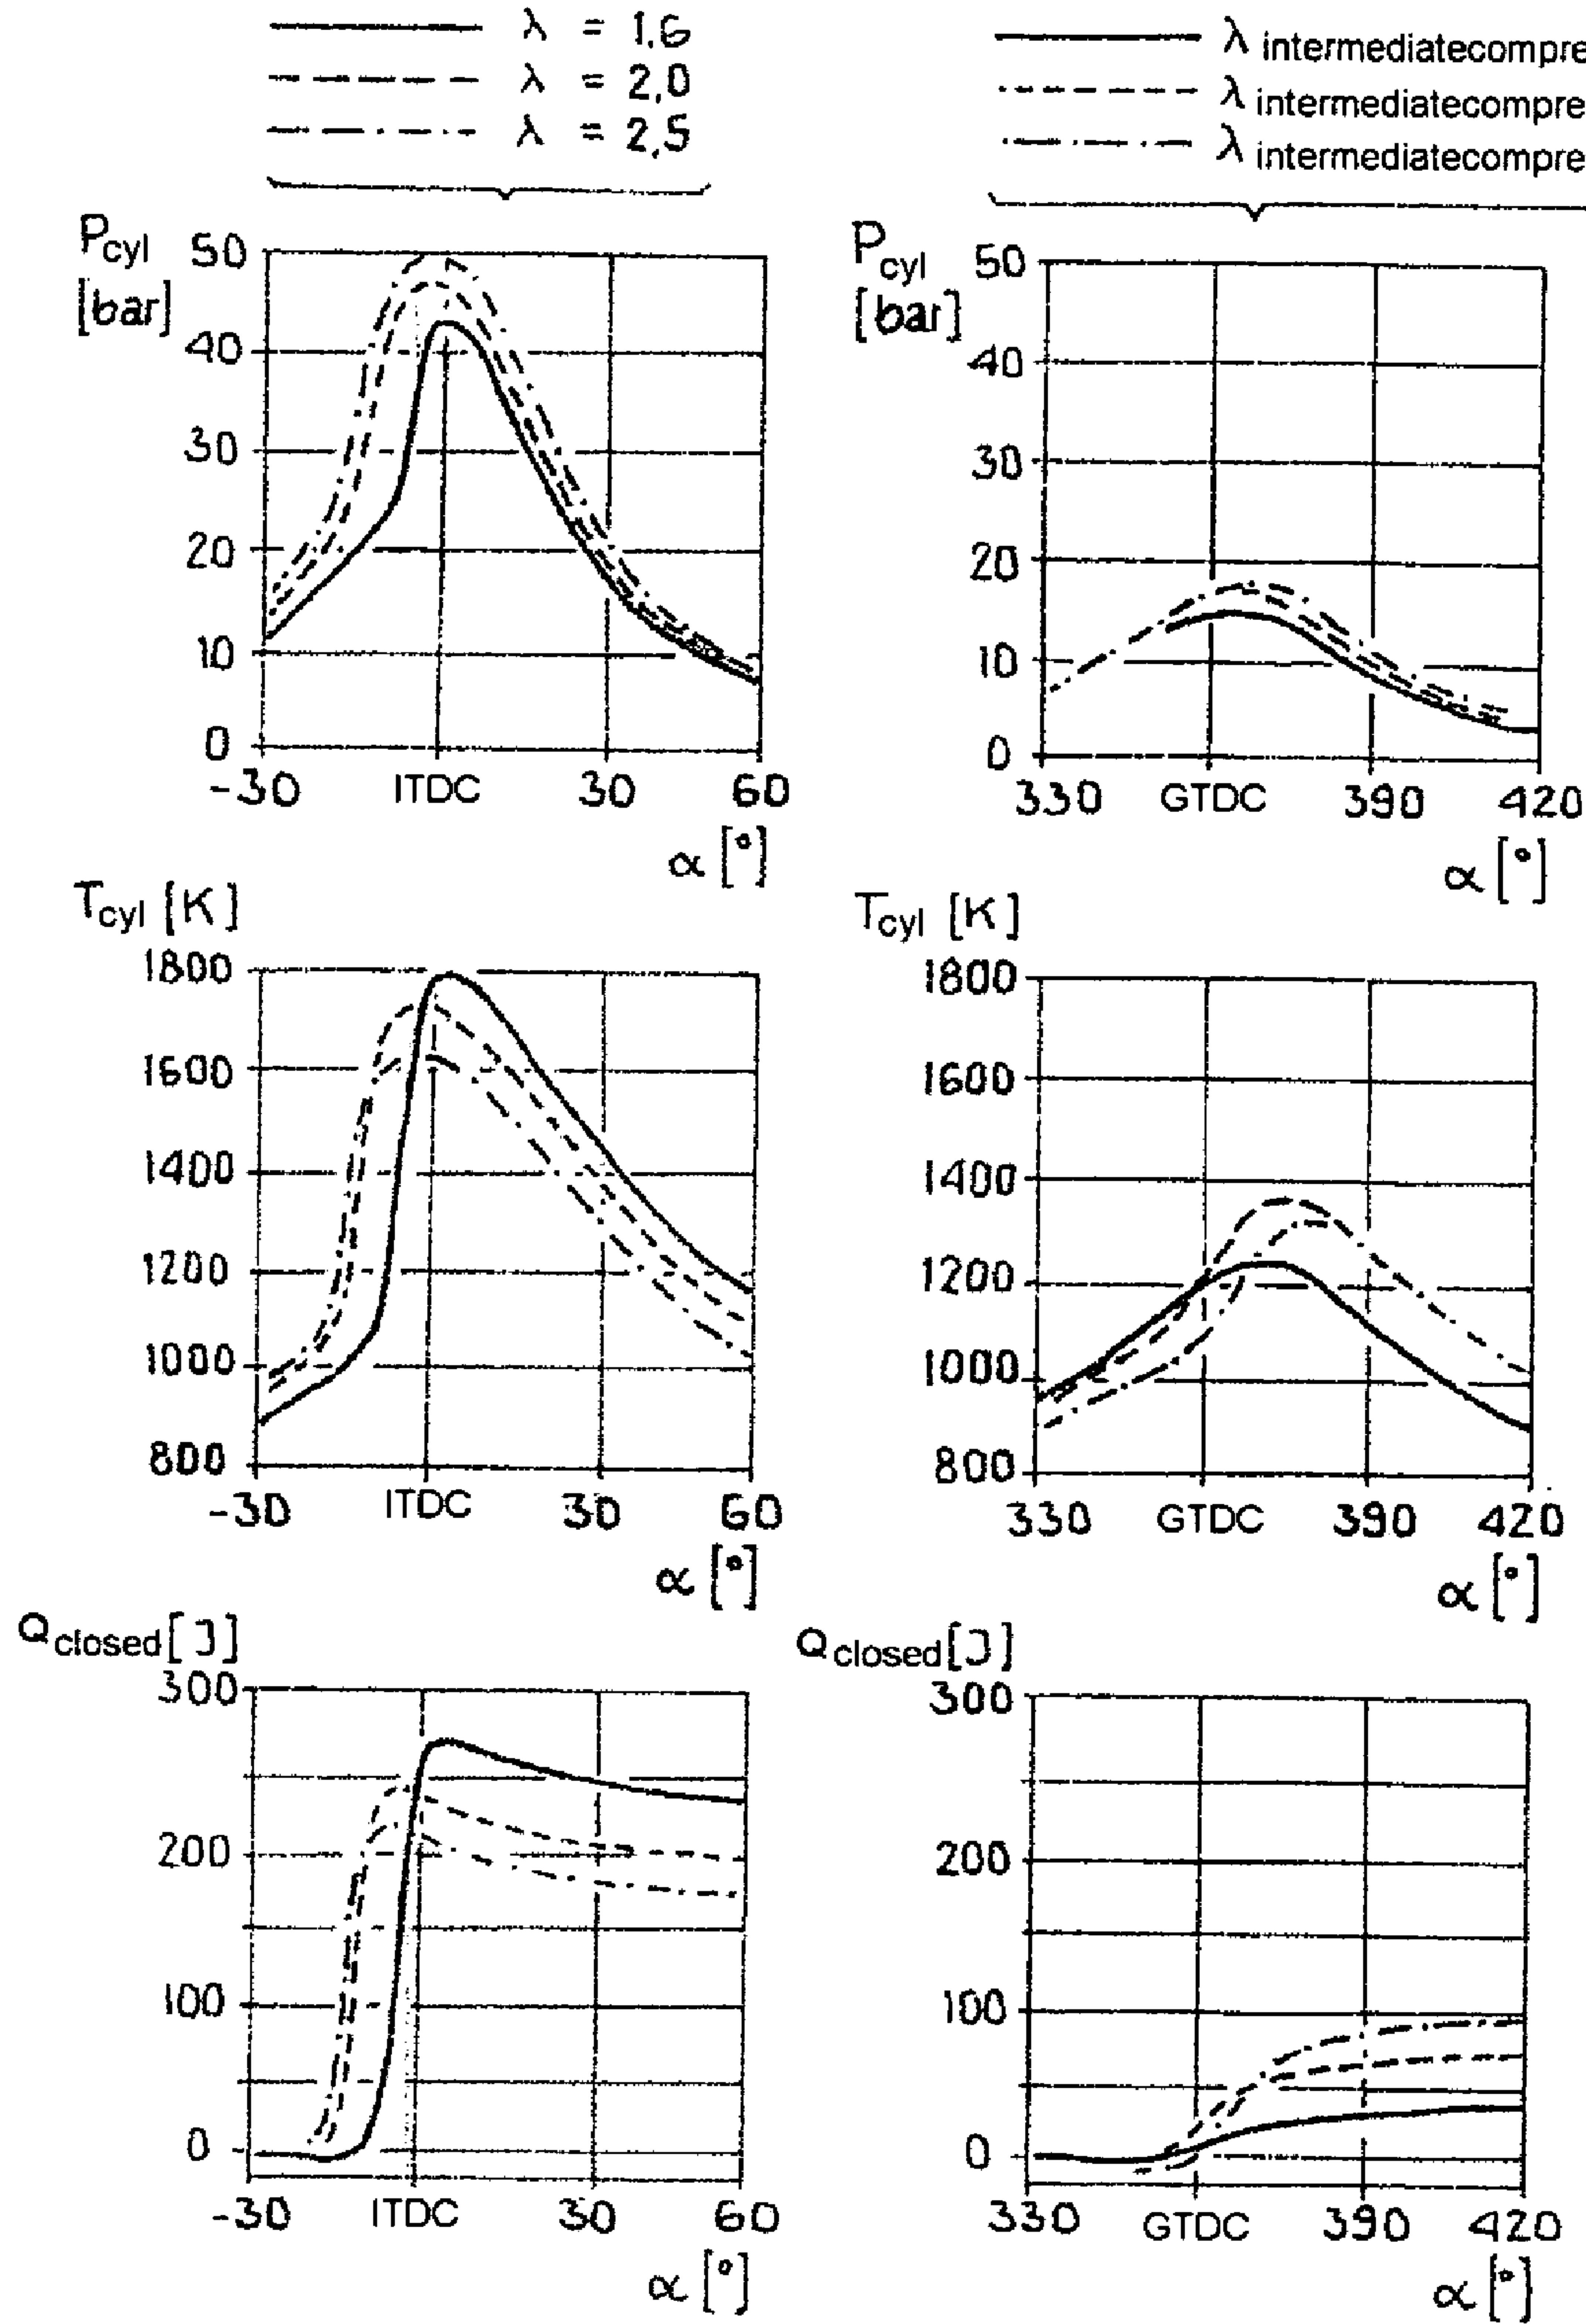 λ = 1,6
λ = 2,0
λ = 2,5
λ intermediatecompre
λ intermediatecompre
λ intermediatecompre
Pcyl
[bar]
50
40
30
20
10
0
-30 ITDC 30 60
α [°]
Pcyl
[bar]
50
40
30
20
10
0
330 GTDC 390 420
α [°]
Tcyl [K]
1800
1600
1400
1200
1000
800
-30 ITDC 30 60
α [°]
Tcyl [K]
1800
1600
1400
1200
1000
800
330 GTDC 390 420
α [°]
Qclosed [J]
300
200
100
0
-30 ITDC 30 60
α [°]
Qclosed [J]
300
200
100
0
330 GTDC 390 420
α [°]